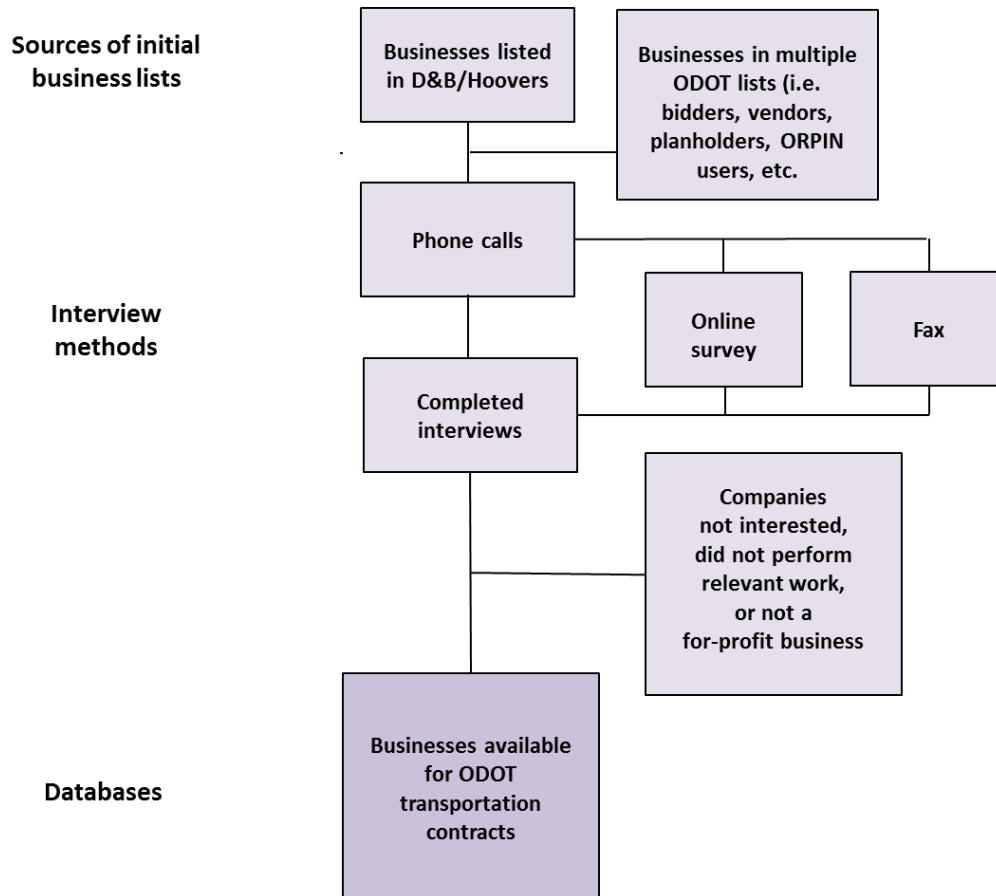 Sources of initial
business lists
Businesses listed
in D&B/Hoovers
Businesses in multiple
ODOT lists (i.e.
bidders, vendors,
planholders, ORPIN
users, etc.
Phone calls
Interview
methods
Online
survey
Fax
Completed
interviews
Companies
not interested,
did not perform
relevant work,
or not a
for-profit business
Databases
Businesses available
for ODOT
transportation
contracts